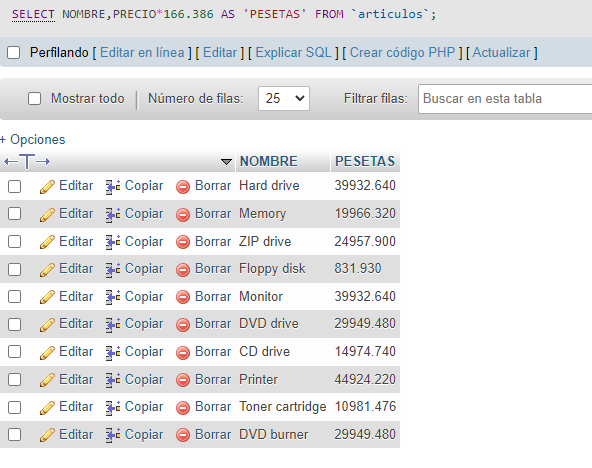 SELECT NOMBRE,PRECIO*166.386 AS 'PESETAS' FROM `articulos`;
Perfilando [ Editar en línea ] [ Editar ] [ Explicar SQL ] [ Crear código PHP ] [ Actualizar ]
Mostrar todo | Número de filas: 25 Filtrar filas: Buscar en esta tabla
+ Opciones
←T→ NOMBRE PESETAS
Editar Copiar Borrar Hard drive 39932.640
Editar Copiar Borrar Memory 19966.320
Editar Copiar Borrar ZIP drive 24957.900
Editar Copiar Borrar Floppy disk 831.930
Editar Copiar Borrar Monitor 39932.640
Editar Copiar Borrar DVD drive 29949.480
Editar Copiar Borrar CD drive 14974.740
Editar Copiar Borrar Printer 44924.220
Editar Copiar Borrar Toner cartridge 10981.476
Editar Copiar Borrar DVD burner 29949.480